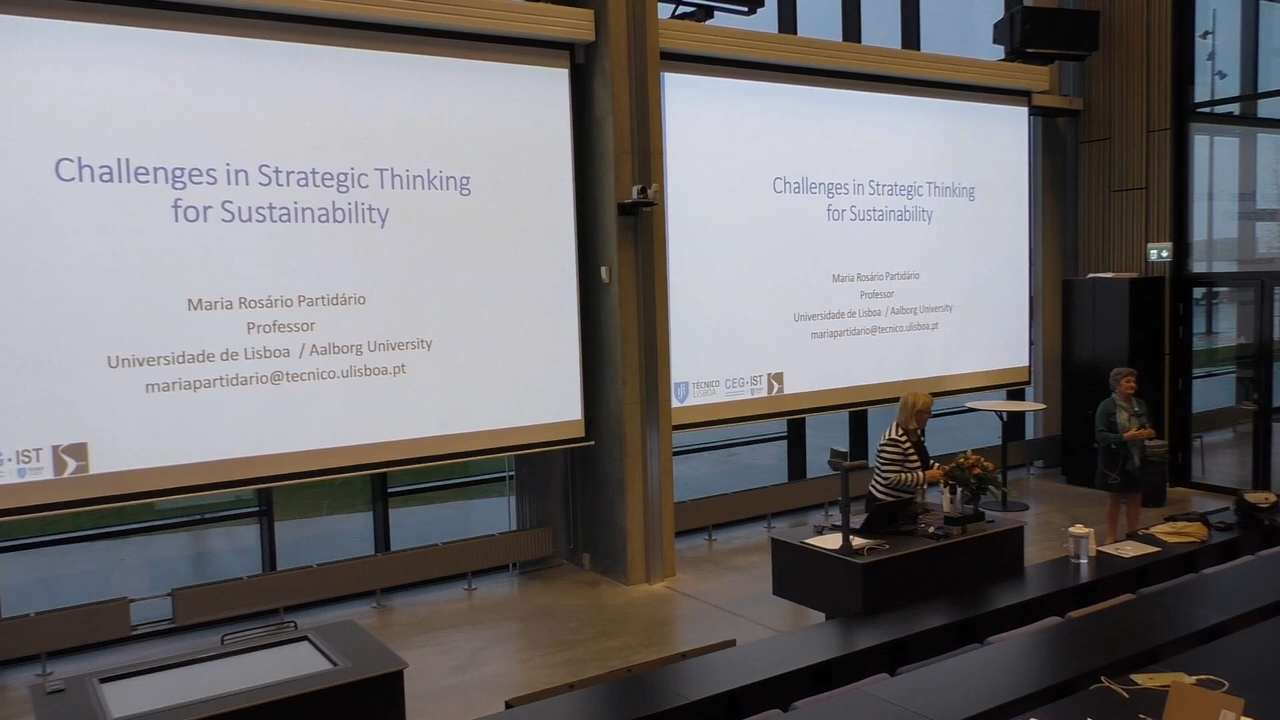 Challenges in Strategic Thinking
for Sustainability
Maria Rosário Partidário
Professor
Universidade de Lisboa / Aalborg University
mariapartidario@tecnico.ulisboa.pt
IST
Challenges in Strategic Thinking
for Sustainability
Maria Rosário Partidário
Professor
Universidade de Lisboa / Aalborg University
mariapartidario@tecnico.ulisboa.pt
TÉCNICO
LISBOA
CEG·IST